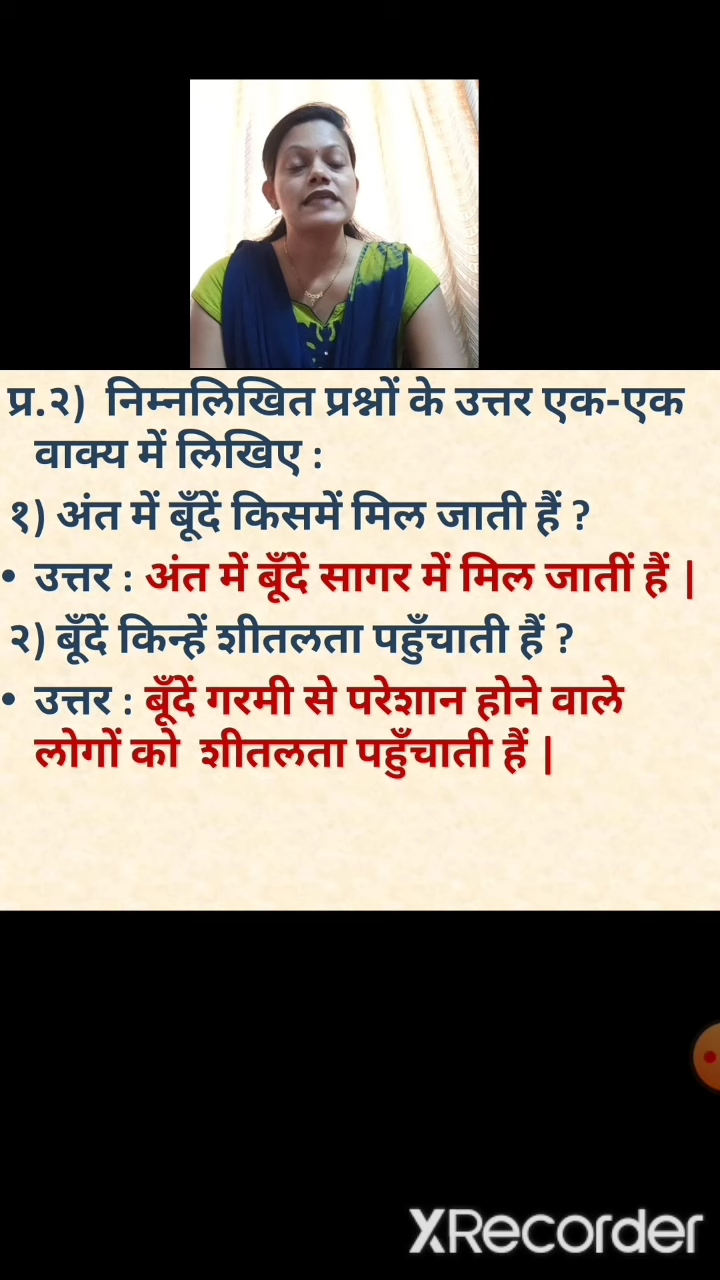 प्र.२) निम्नलिखित प्रश्नों के उत्तर एक-एक
वाक्य में लिखिए :
१) अंत में बूँदें किसमें मिल जाती हैं ?
• उत्तर : अंत में बूँदें सागर में मिल जातीं हैं |
२) बूँदें किन्हें शीतलता पहुँचाती हैं ?
• उत्तर : बूँदें गरमी से परेशान होने वाले
लोगों को शीतलता पहुँचाती हैं |
XRecorder